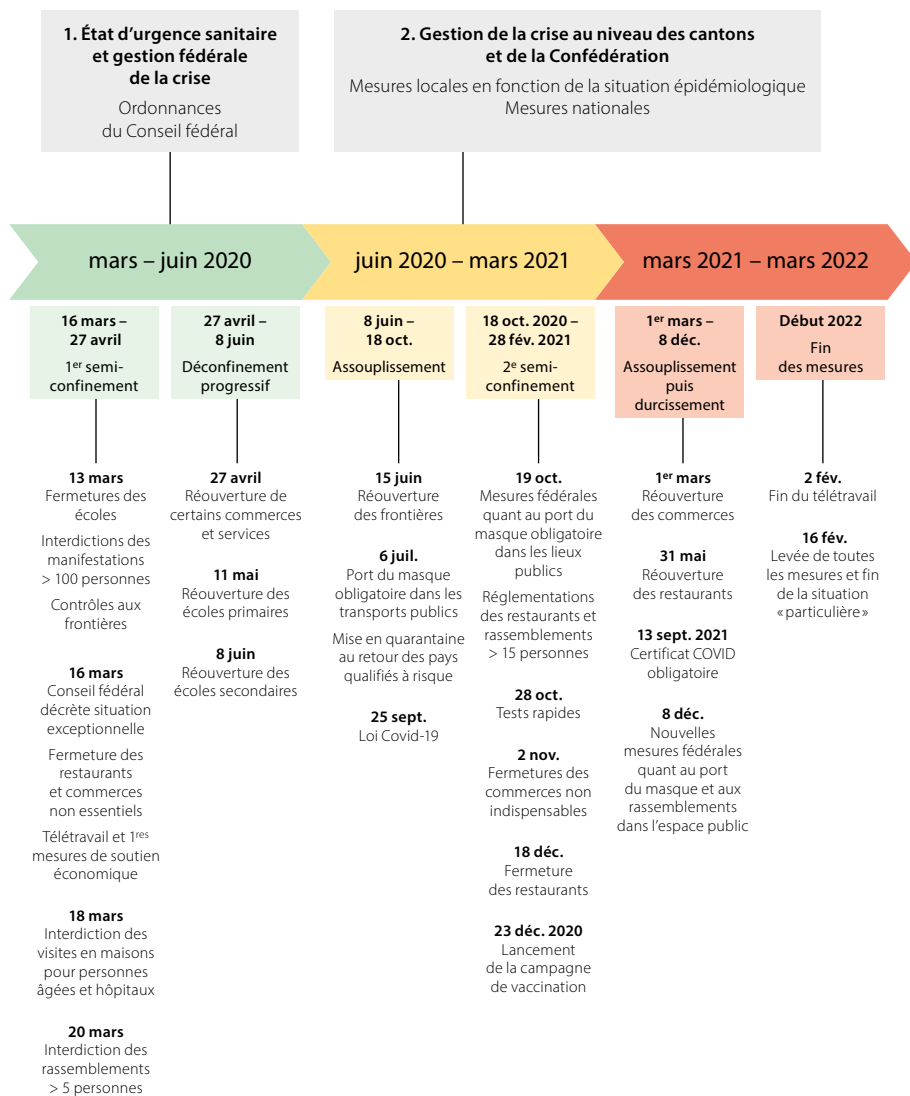 1. État d’urgence sanitaire
et gestion fédérale
de la crise
Ordonnances
du Conseil fédéral
2. Gestion de la crise au niveau des cantons
et de la Confédération
Mesures locales en fonction de la situation épidémiologique
Mesures nationales
mars – juin 2020
juin 2020 – mars 2021
mars 2021 – mars 2022
16 mars –
27 avril
1er semi-
confinement
13 mars
Fermetures des
écoles
Interdictions des
manifestations
> 100 personnes
Contrôles aux
frontières
16 mars
Conseil fédéral
décrète situation
exceptionnelle
Fermeture des
restaurants
et commerces
non essentiels
Télétravail et 1res
mesures de soutien
économique
18 mars
Interdiction des
visites en maisons
pour personnes
âgées et hôpitaux
20 mars
Interdiction des
rassemblements
> 5 personnes
27 avril –
8 juin
Déconfinement
progressif
27 avril
Réouverture de
certains commerces
et services
11 mai
Réouverture des
écoles primaires
8 juin
Réouverture des
écoles secondaires
8 juin –
18 oct.
Assouplissement
15 juin
Réouverture
des frontières
6 juil.
Port du masque
obligatoire dans les
transports publics
Mise en quarantaine
au retour des pays
qualifiés à risque
25 sept.
Loi Covid-19
18 oct. 2020 –
28 fév. 2021
2e semi-
confinement
19 oct.
Mesures fédérales
quant au port du
masque obligatoire
dans les lieux
publics
Réglementations
des restaurants et
rassemblements
> 15 personnes
28 oct.
Tests rapides
2 nov.
Fermetures des
commerces non
indispensables
18 déc.
Fermeture
des restaurants
23 déc. 2020
Lancement
de la campagne
de vaccination
1er mars –
8 déc.
Assouplissement
puis
durcissement
1er mars
Réouverture
des commerces
31 mai
Réouverture
des restaurants
13 sept. 2021
Certificat COVID
obligatoire
8 déc.
Nouvelles
mesures fédérales
quant au port
du masque et aux
rassemblements
dans l’espace public
Début 2022
Fin
des mesures
2 fév.
Fin du télétravail
16 fév.
Levée de toutes
les mesures et fin
de la situation
« particulière »